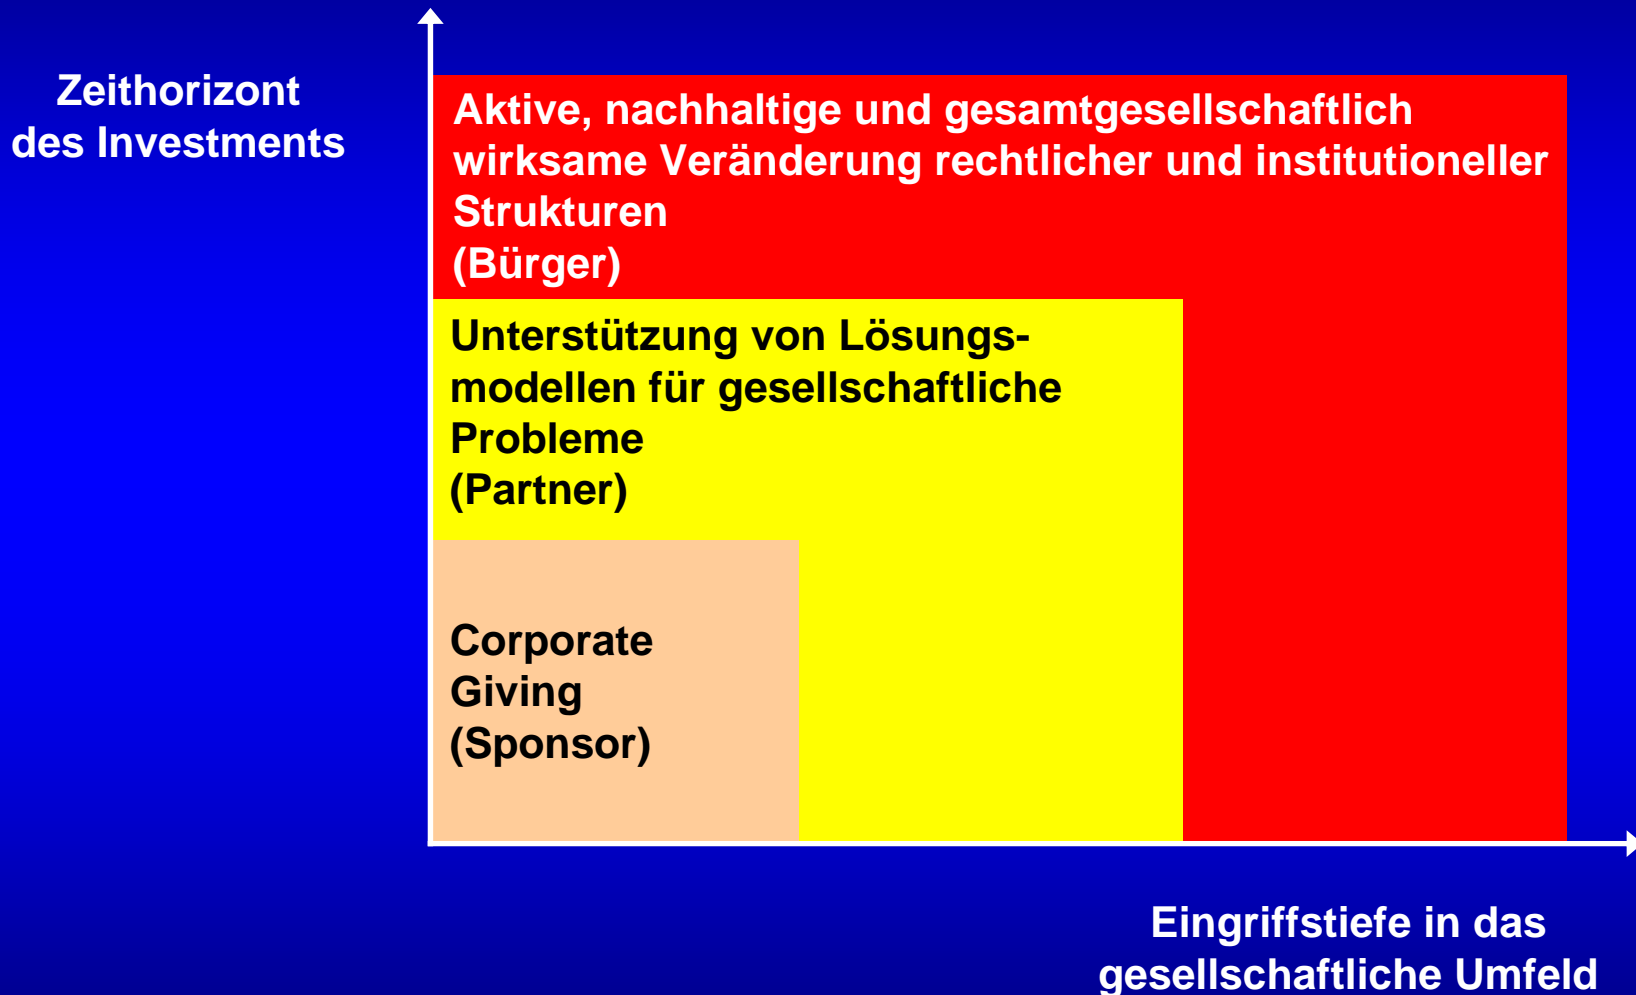 Zeithorizont
des Investments
Aktive, nachhaltige und gesamtgesellschaftlich
wirksame Veränderung rechtlicher und institutioneller
Strukturen
(Bürger)
Unterstützung von Lösungs-
modellen für gesellschaftliche
Probleme
(Partner)
Corporate
Giving
(Sponsor)
Eingriffstiefe in das
gesellschaftliche Umfeld